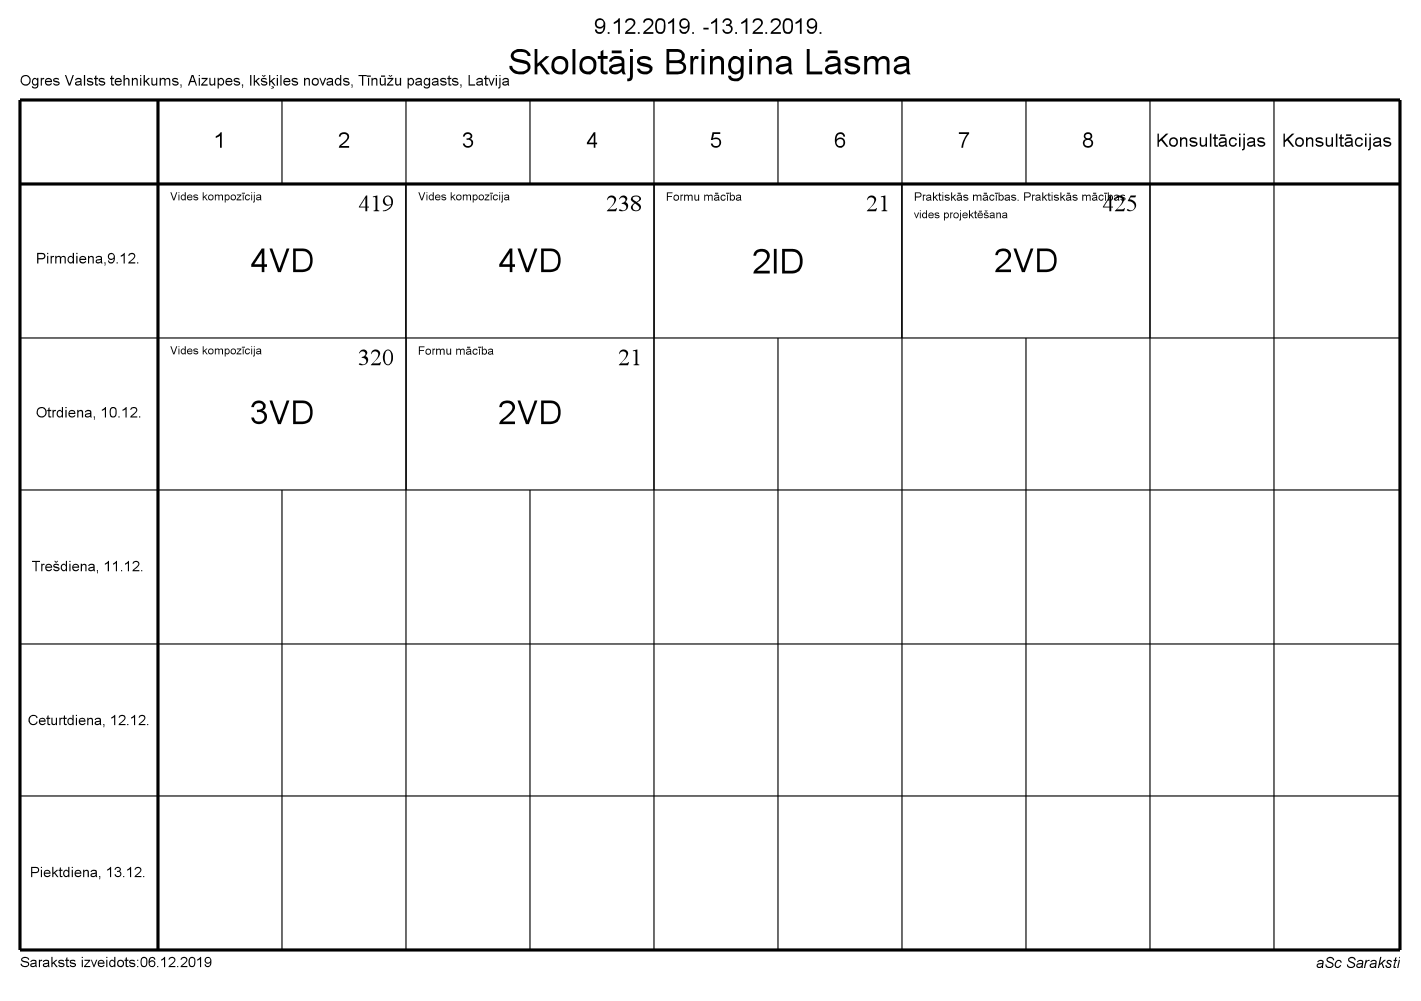 9.12.2019. -13.12.2019.
Skolotājs Bringina Lāsma
Ogres Valsts tehnikums, Aizupes, Ikšķiles novads, Tīnūžu pagasts, Latvija
1 2 3 4 5 6 7 8 Konsultācijas Konsultācijas
Vides kompozīcija 419 Vides kompozīcija 238 Formu mācība 21 Praktiskās mācības. Praktiskās mācības 425
vides projektēšana
Pirmdiena,9.12. 4VD 4VD 2ID 2VD
Vides kompozīcija 320 Formu mācība 21
Otrdiena, 10.12. 3VD 2VD
Trešdiena, 11.12.
Ceturtdiena, 12.12.
Piektdiena, 13.12.
Saraksts izveidots:06.12.2019 aSc Saraksti